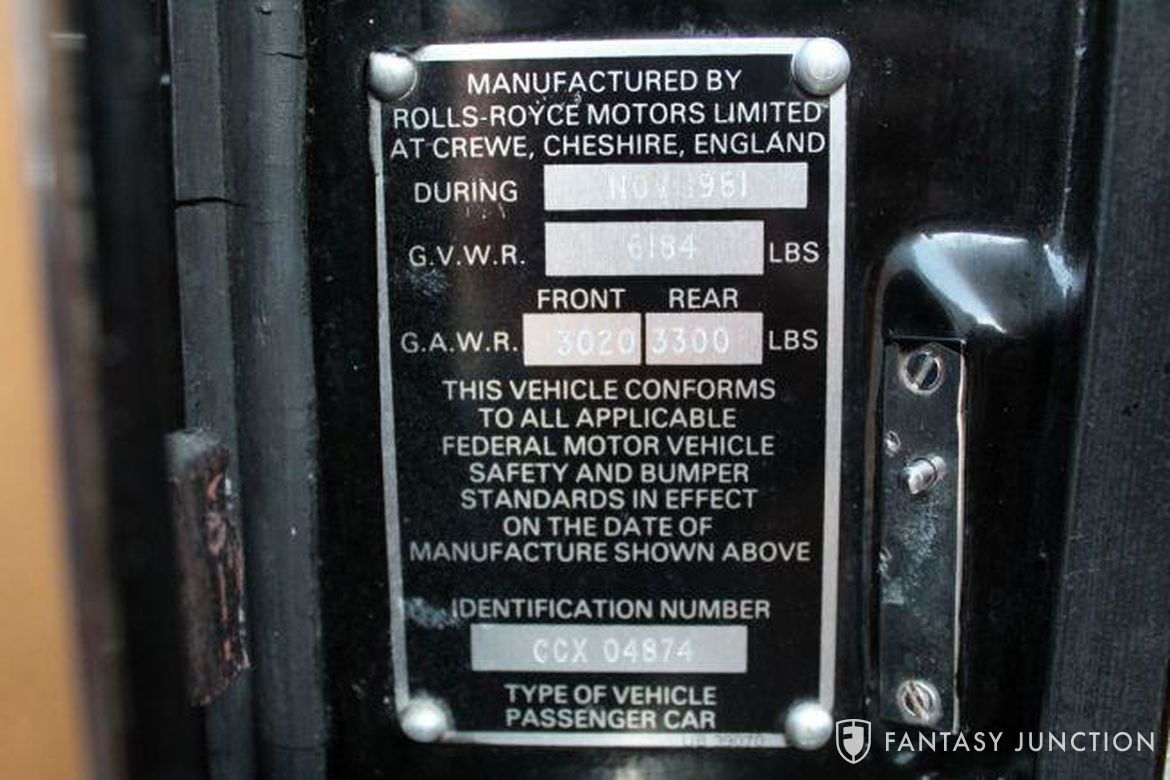 MANUFACTURED BY
ROLLS-ROYCE MOTORS LIMITED
AT CREWE, CHESHIRE, ENGLAND
DURING NOV 1981
G.V.W.R. 6184 LBS
FRONT REAR
G.A.W.R. 3020 3300 LBS
THIS VEHICLE CONFORMS
TO ALL APPLICABLE
FEDERAL MOTOR VEHICLE
SAFETY AND BUMPER
STANDARDS IN EFFECT
ON THE DATE OF
MANUFACTURE SHOWN ABOVE
IDENTIFICATION NUMBER
CCX 04874
TYPE OF VEHICLE
PASSENGER CAR
FANTASY JUNCTION